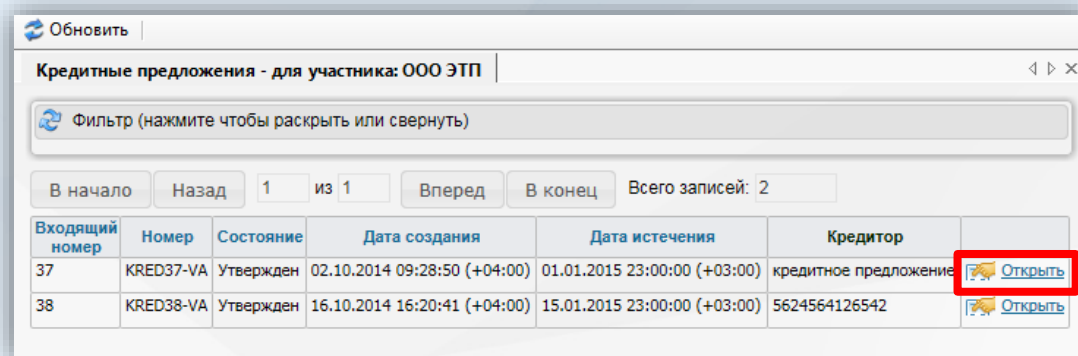 Обновить
Кредитные предложения - для участника: ООО ЭТП
Фильтр (нажмите чтобы раскрыть или свернуть)
В начало Назад 1 из 1 Вперед В конец Всего записей: 2
Входящий номер Номер Состояние Дата создания Дата истечения Кредитор
37 KRED37-VA Утвержден 02.10.2014 09:28:50 (+04:00) 01.01.2015 23:00:00 (+03:00) кредитное предложение Открыть
38 KRED38-VA Утвержден 16.10.2014 16:20:41 (+04:00) 15.01.2015 23:00:00 (+03:00) 5624564126542 Открыть